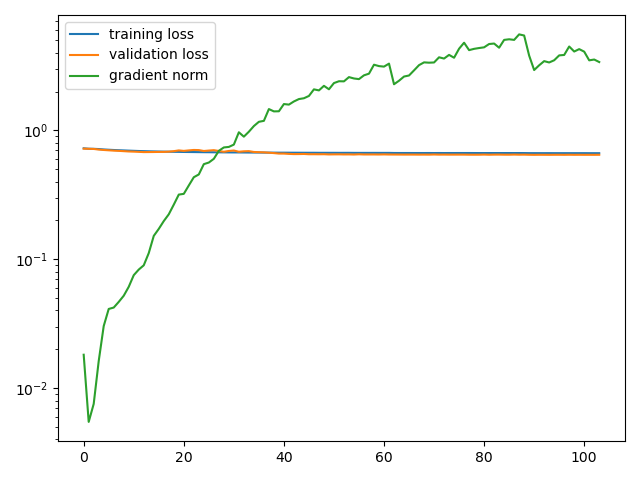 training loss
validation loss
gradient norm
10⁰
10⁻¹
10⁻²
0 20 40 60 80 100